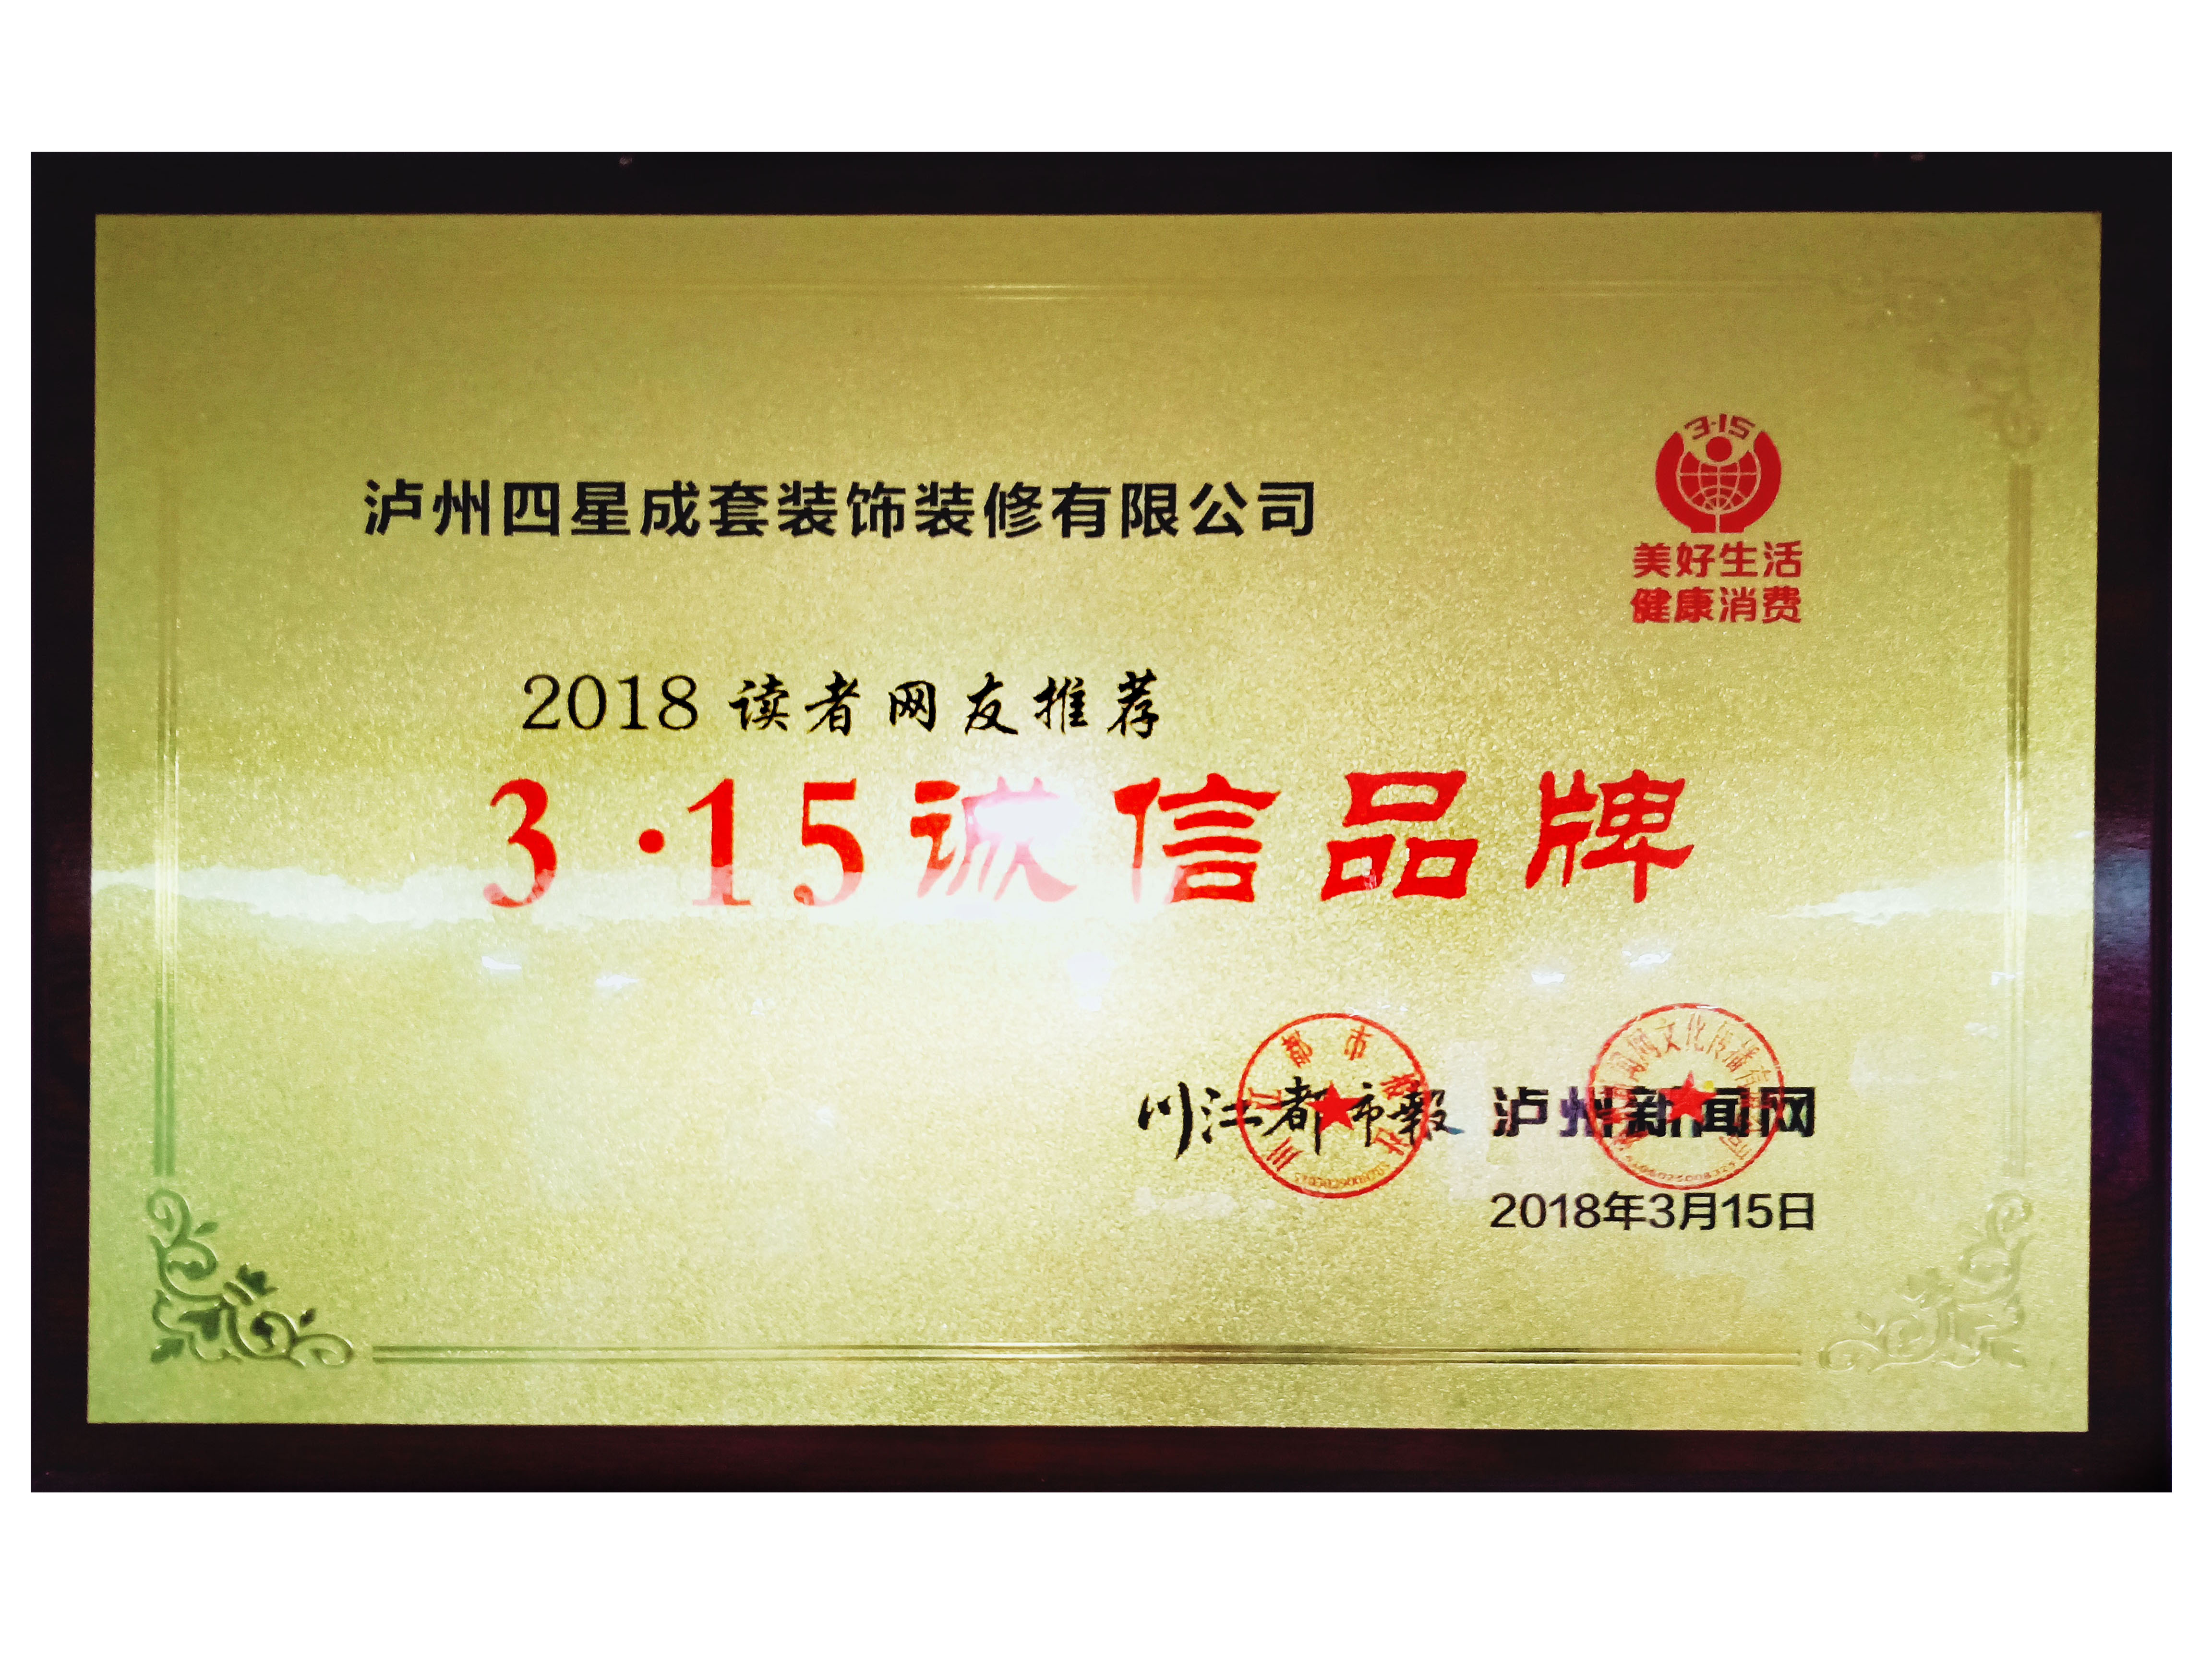 泸州四星成套装饰装修有限公司
3·15
美好生活
健康消费
2018 读者网友推荐
3·15诚信品牌
川江都市報 泸州新闻网
2018年3月15日